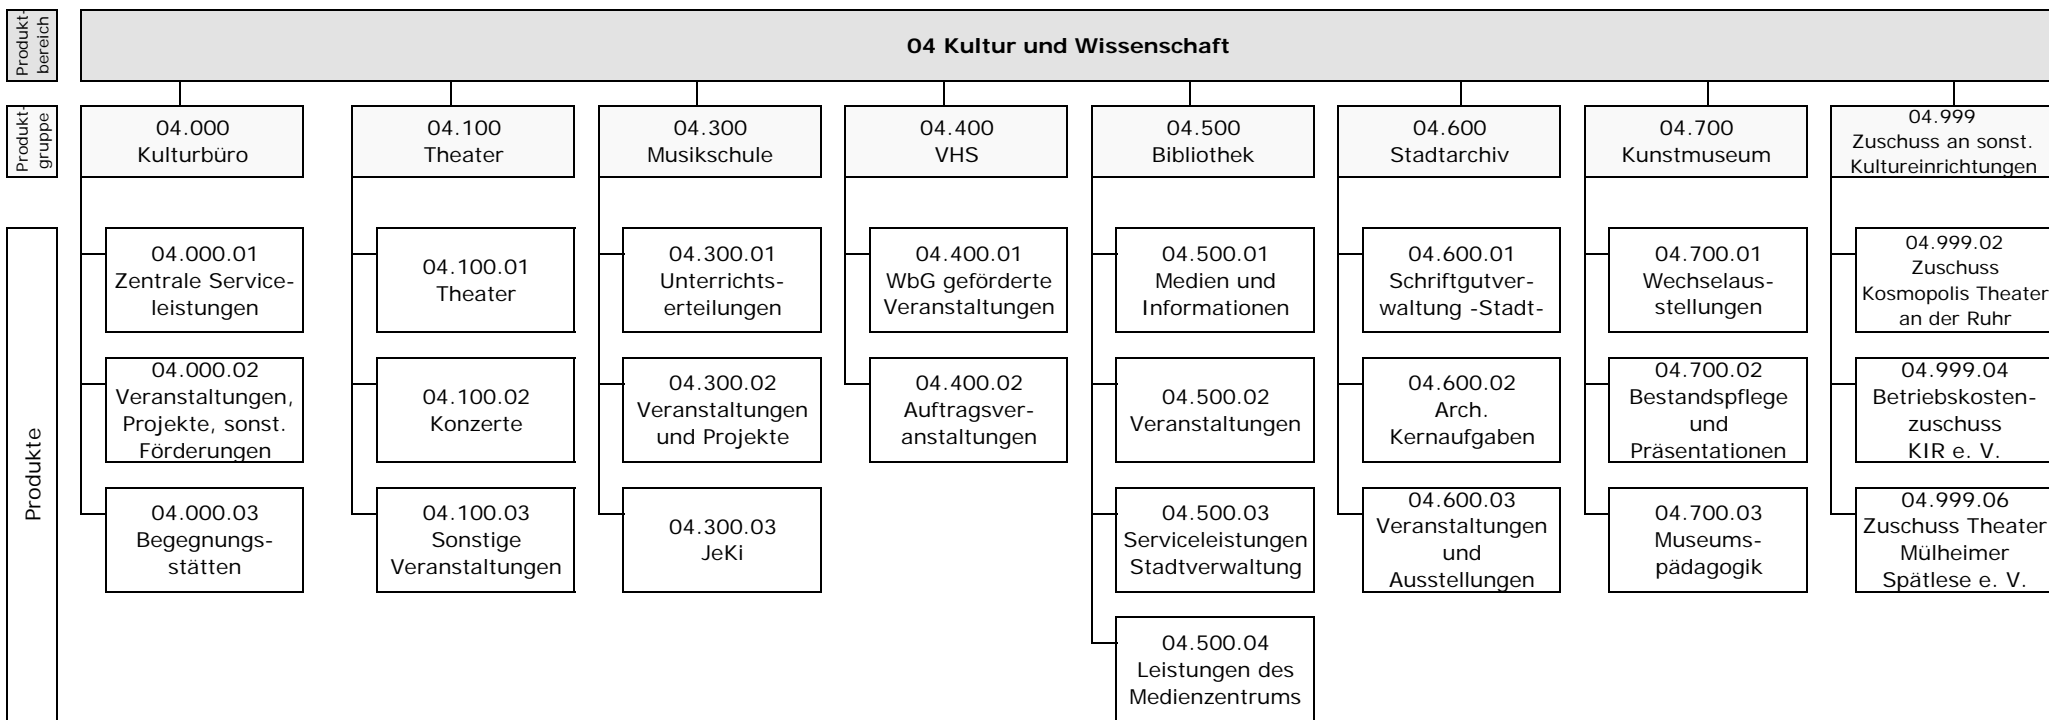 Produkt-
bereich
04 Kultur und Wissenschaft
Produkt-
gruppe
04.000
Kulturbüro
04.100
Theater
04.300
Musikschule
04.400
VHS
04.500
Bibliothek
04.600
Stadtarchiv
04.700
Kunstmuseum
04.999
Zuschuss an sonst.
Kultureinrichtungen
Produkte
04.000.01
Zentrale Service-
leistungen
04.100.01
Theater
04.300.01
Unterrichts-
erteilungen
04.400.01
WbG geförderte
Veranstaltungen
04.500.01
Medien und
Informationen
04.600.01
Schriftgutver-
waltung -Stadt-
04.700.01
Wechselaus-
stellungen
04.999.02
Zuschuss
Kosmopolis Theater
an der Ruhr
04.000.02
Veranstaltungen,
Projekte, sonst.
Förderungen
04.100.02
Konzerte
04.300.02
Veranstaltungen
und Projekte
04.400.02
Auftragsver-
anstaltungen
04.500.02
Veranstaltungen
04.600.02
Arch.
Kernaufgaben
04.700.02
Bestandspflege
und
Präsentationen
04.999.04
Betriebskosten-
zuschuss
KIR e. V.
04.000.03
Begegnungs-
stätten
04.100.03
Sonstige
Veranstaltungen
04.300.03
JeKi
04.500.03
Serviceleistungen
Stadtverwaltung
04.600.03
Veranstaltungen
und
Ausstellungen
04.700.03
Museums-
pädagogik
04.999.06
Zuschuss Theater
Mülheimer
Spätlese e. V.
04.500.04
Leistungen des
Medienzentrums